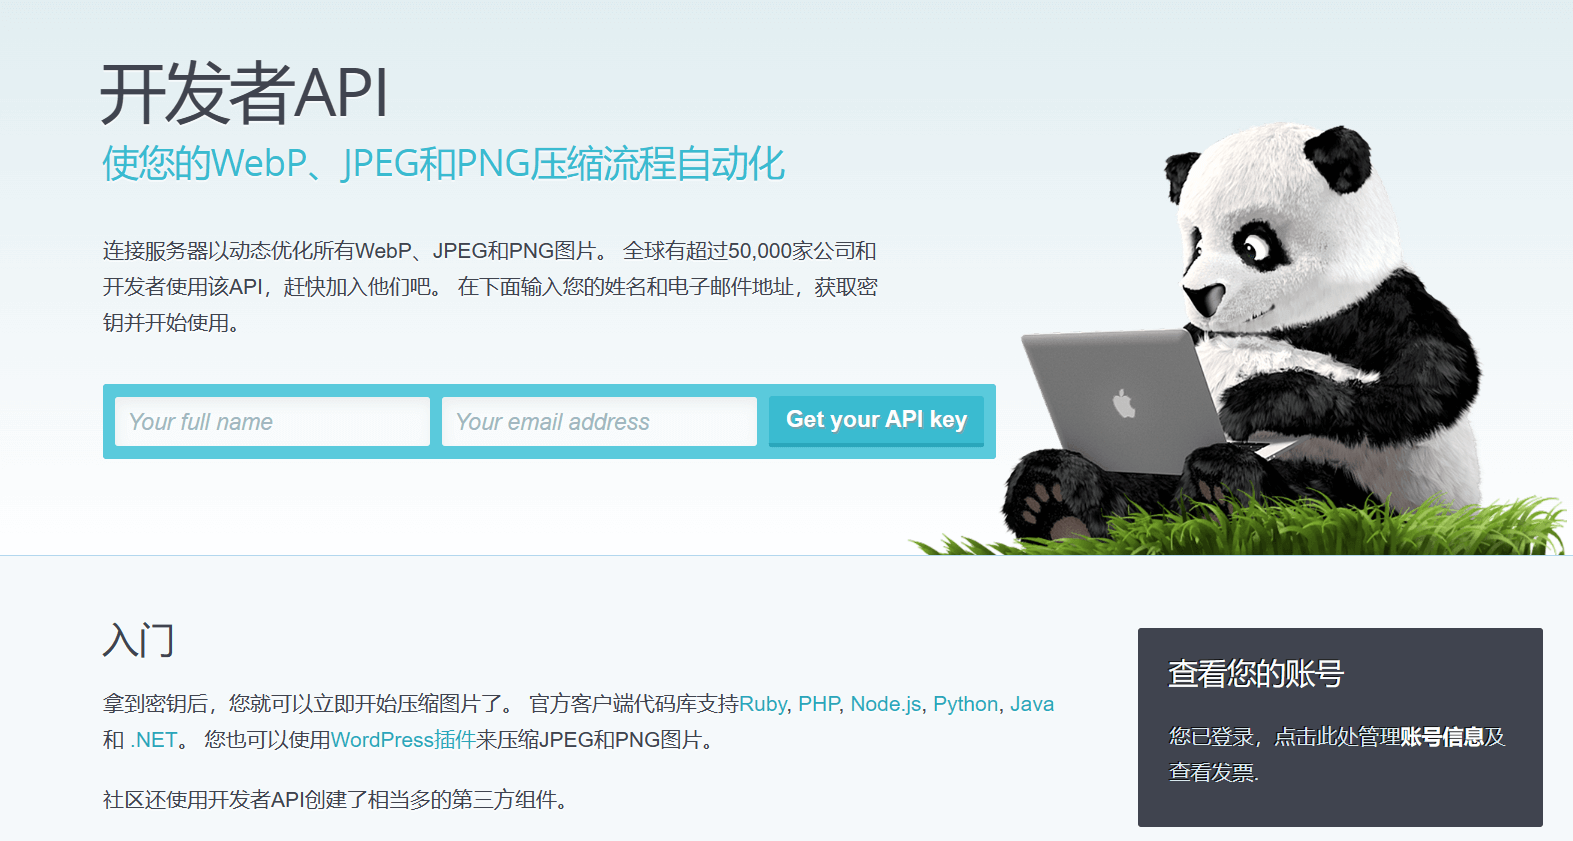 开发者API
使您的WebP、JPEG和PNG压缩流程自动化
连接服务器以动态优化所有WebP、JPEG和PNG图片。 全球有超过50,000家公司和
开发者使用该API，赶快加入他们吧。 在下面输入您的姓名和电子邮件地址，获取密
钥并开始使用。
Your full name
Your email address
Get your API key
入门
拿到密钥后，您就可以立即开始压缩图片了。 官方客户端代码库支持Ruby, PHP, Node.js, Python, Java
和 .NET。 您也可以使用WordPress插件来压缩JPEG和PNG图片。
社区还使用开发者API创建了相当多的第三方组件。
查看您的账号
您已登录，点击此处管理账号信息及
查看发票.